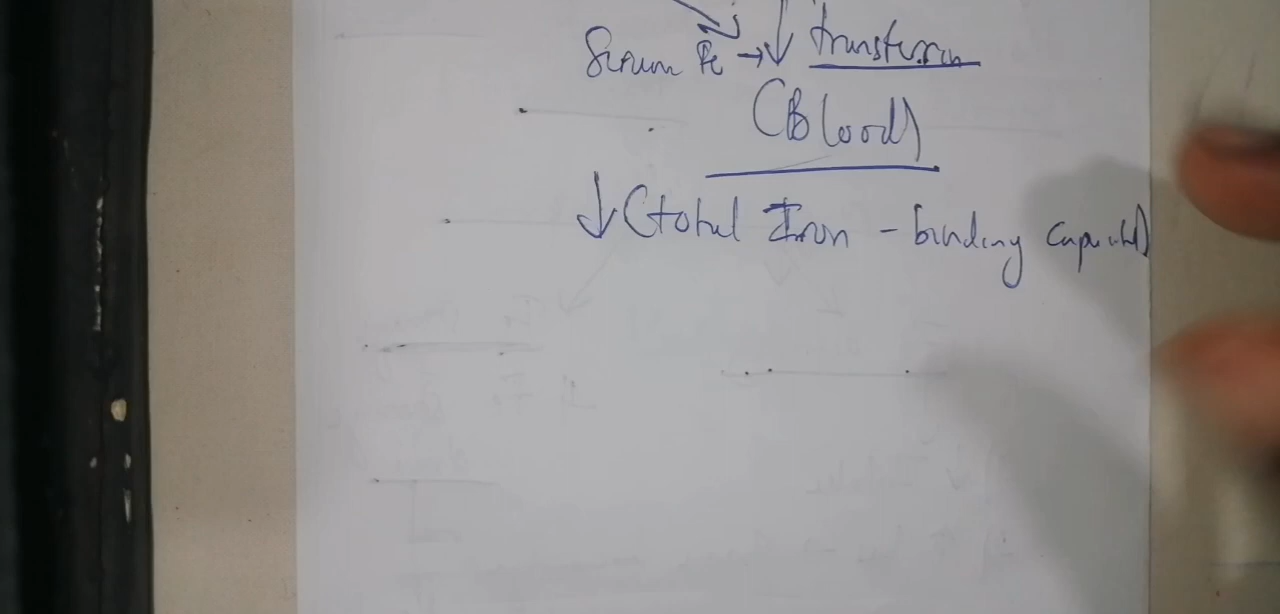 Serum Fe → ↓ transferrin
(Blood)
↓ (total Iron - binding capacity)